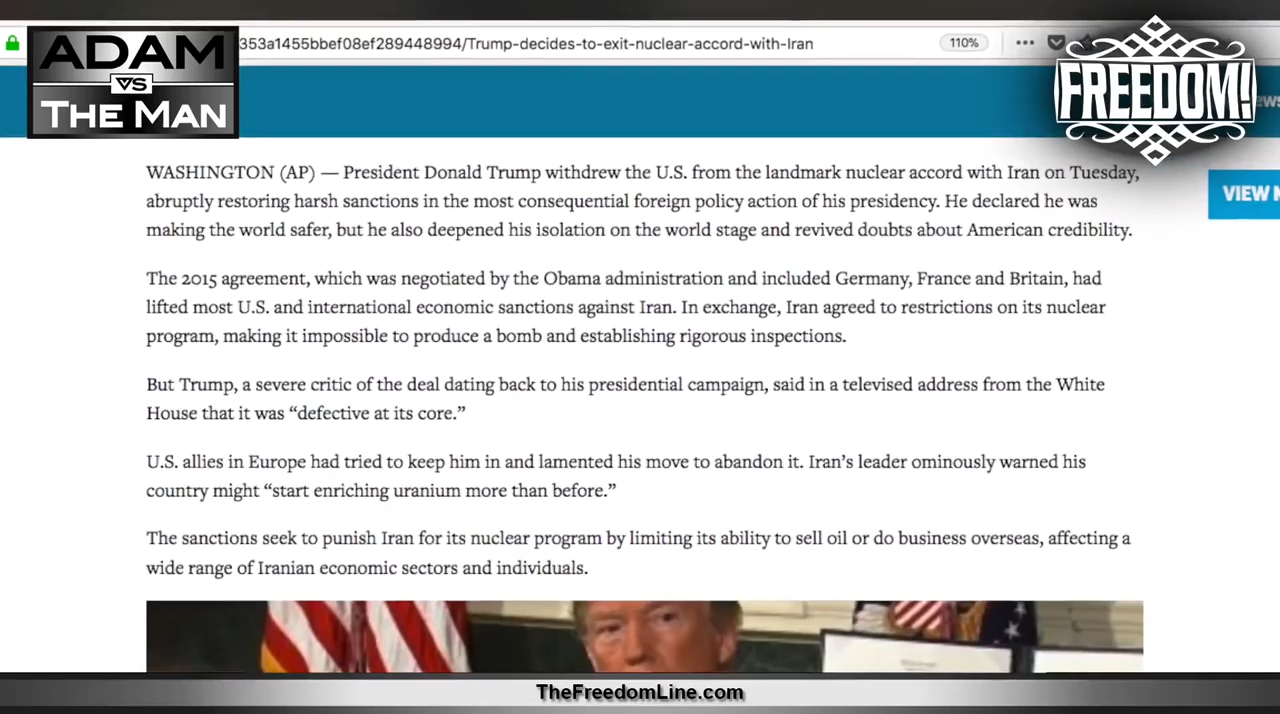 ADAM
VS
THE MAN
353a1455bbef08ef289448994/Trump-decides-to-exit-nuclear-accord-with-Iran
110%
FREEDOM!
VIEW
WASHINGTON (AP) — President Donald Trump withdrew the U.S. from the landmark nuclear accord with Iran on Tuesday,
abruptly restoring harsh sanctions in the most consequential foreign policy action of his presidency. He declared he was
making the world safer, but he also deepened his isolation on the world stage and revived doubts about American credibility.
The 2015 agreement, which was negotiated by the Obama administration and included Germany, France and Britain, had
lifted most U.S. and international economic sanctions against Iran. In exchange, Iran agreed to restrictions on its nuclear
program, making it impossible to produce a bomb and establishing rigorous inspections.
But Trump, a severe critic of the deal dating back to his presidential campaign, said in a televised address from the White
House that it was “defective at its core.”
U.S. allies in Europe had tried to keep him in and lamented his move to abandon it. Iran’s leader ominously warned his
country might “start enriching uranium more than before.”
The sanctions seek to punish Iran for its nuclear program by limiting its ability to sell oil or do business overseas, affecting a
wide range of Iranian economic sectors and individuals.
TheFreedomLine.com